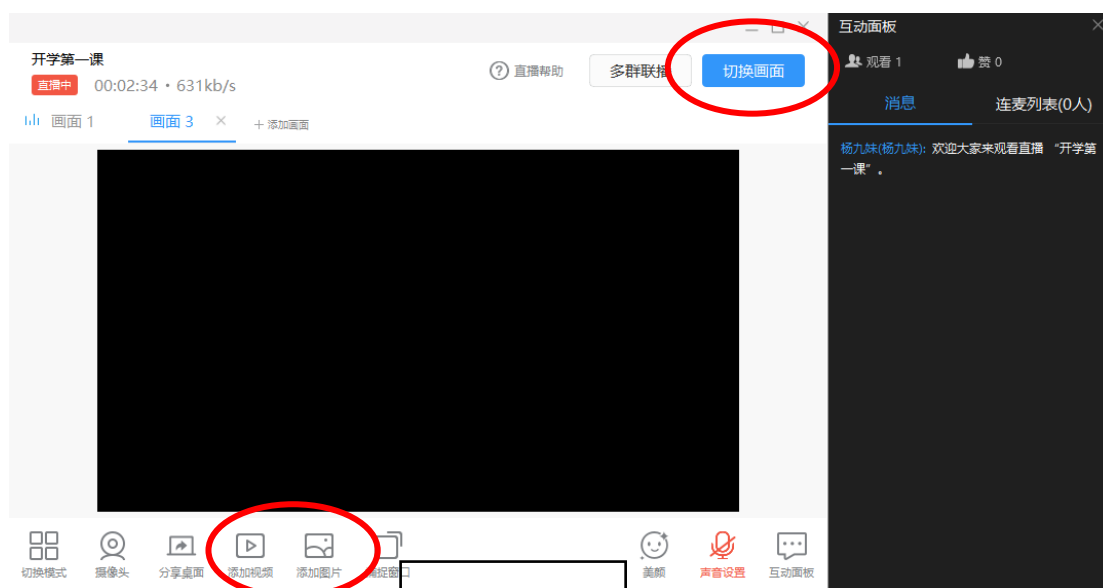 开学第一课
直播中 00:02:34 • 631kb/s
? 直播帮助 多群联播 切换画面
画面 1 画面 3 × + 添加画面
切换模式 摄像头 分享桌面 添加视频 添加图片 捕捉窗口 美颜 声音设置 互动面板
互动面板
观看 1 赞 0
消息 连麦列表(0人)
杨九妹(杨九妹): 欢迎大家来观看直播 “开学第
一课” 。